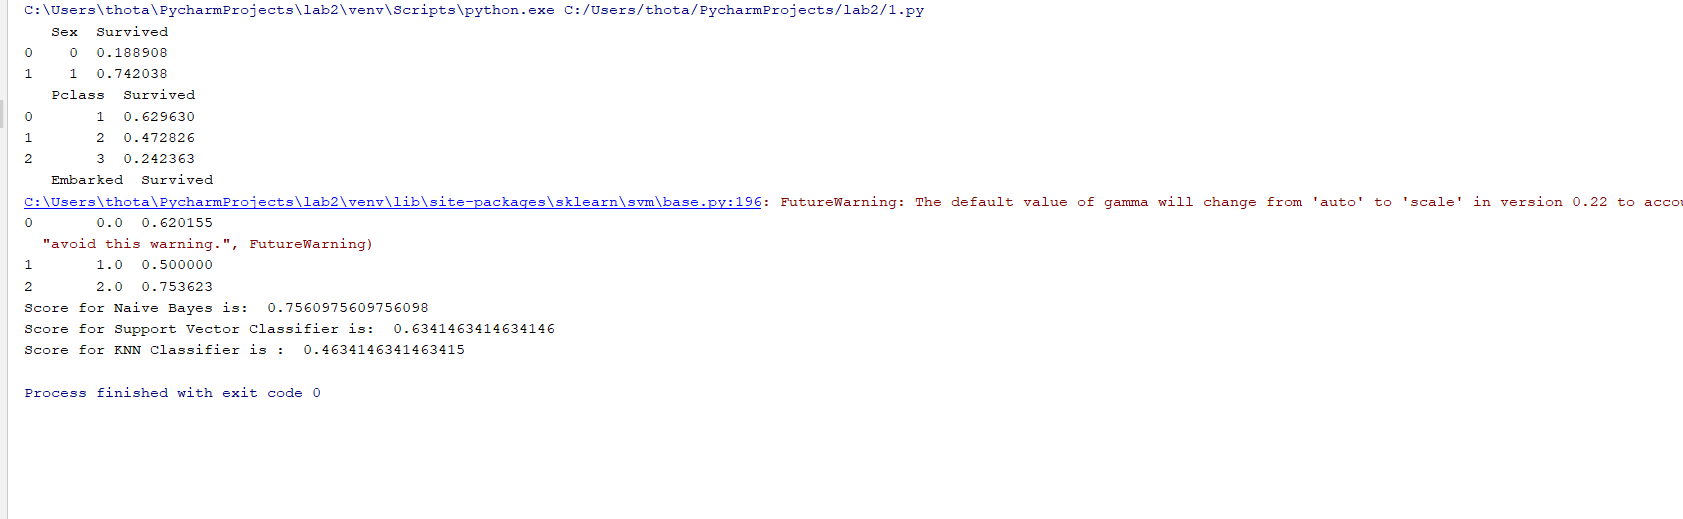 C:\Users\thota\PycharmProjects\lab2\venv\Scripts\python.exe C:/Users/thota/PycharmProjects/lab2/1.py
   Sex  Survived
0    0  0.188908
1    1  0.742038
   Pclass  Survived
0       1  0.629630
1       2  0.472826
2       3  0.242363
   Embarked  Survived
C:\Users\thota\PycharmProjects\lab2\venv\lib\site-packages\sklearn\svm\base.py:196: FutureWarning: The default value of gamma will change from 'auto' to 'scale' in version 0.22 to
0       0.0  0.620155
  "avoid this warning.", FutureWarning)
1       1.0  0.500000
2       2.0  0.753623
Score for Naive Bayes is:  0.7560975609756098
Score for Support Vector Classifier is:  0.6341463414634146
Score for KNN Classifier is :  0.4634146341463415
Process finished with exit code 0